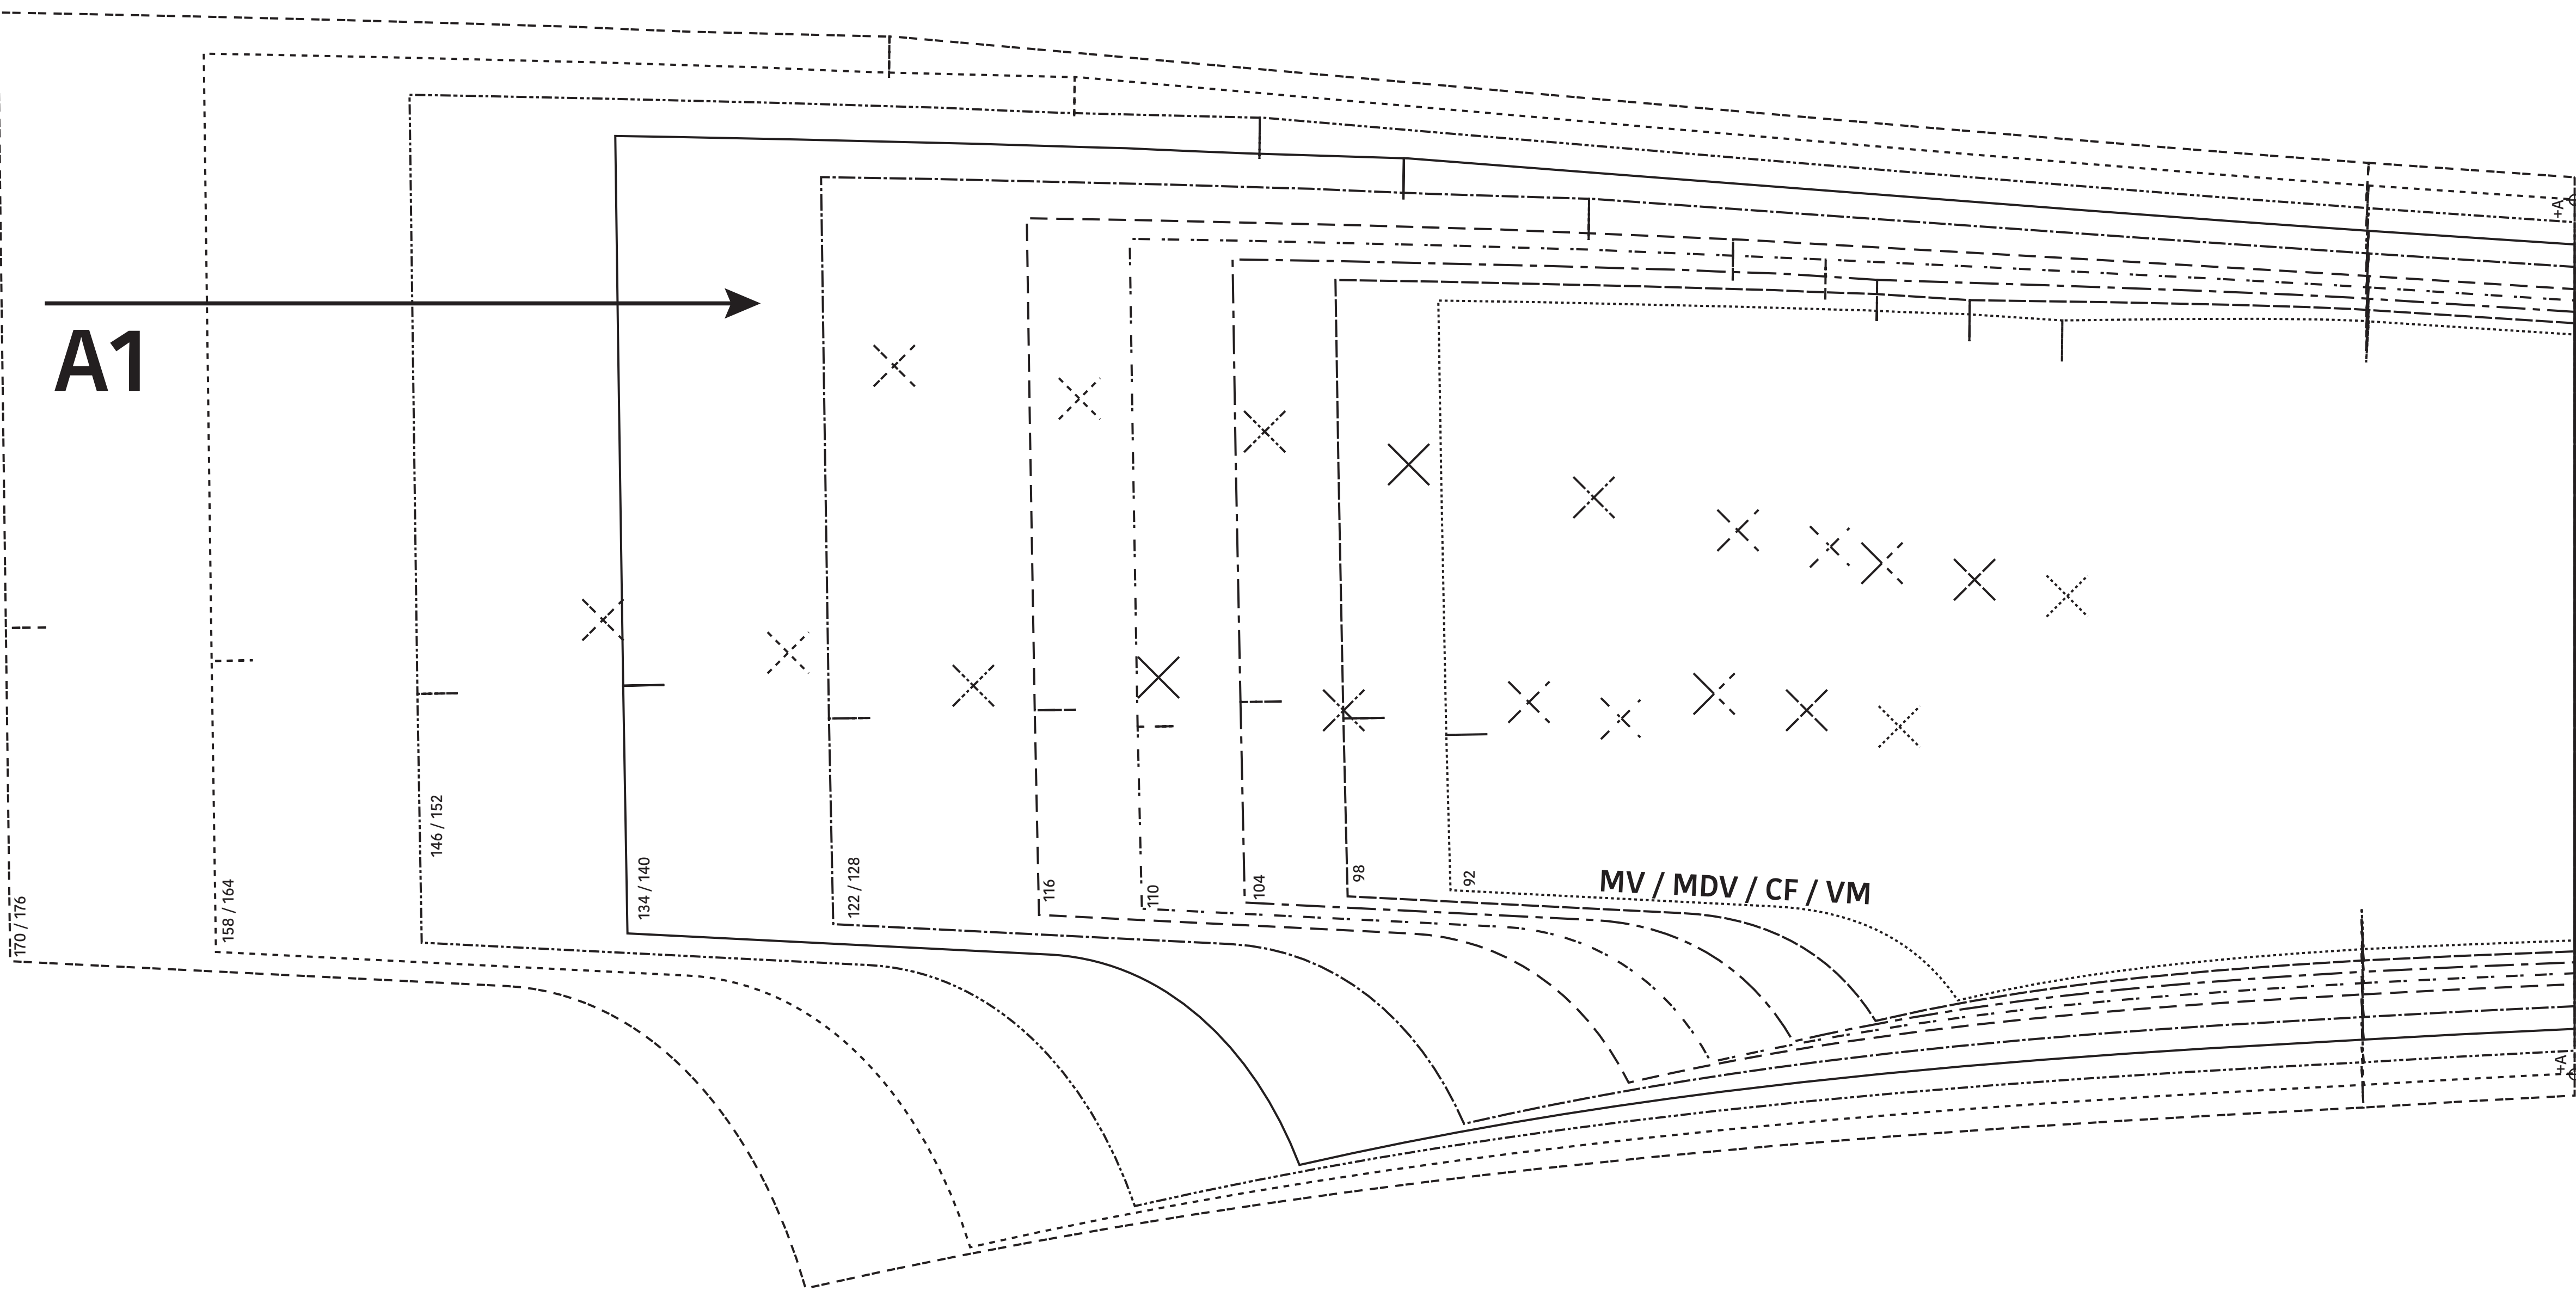 A1
170 / 176
158 / 164
146 / 152
134 / 140
122 / 128
116
110
104
98
92
MV / MDV / CF / VM
+A
+A